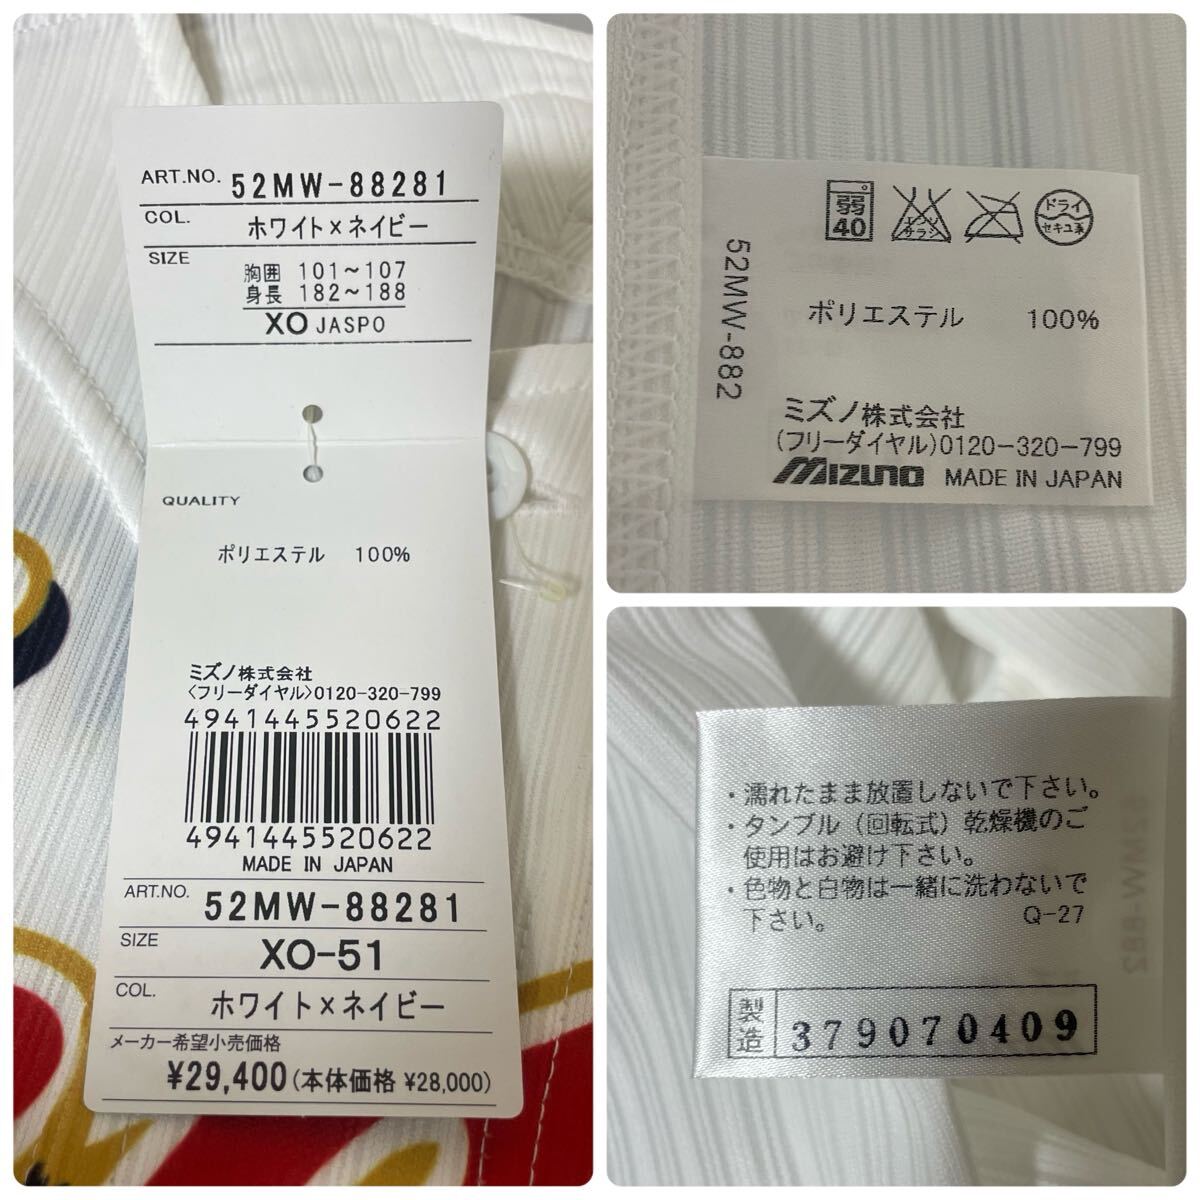 ART.NO. 52MW-88281
COL.
ホワイト×ネイビー
SIZE
胸囲 101~107
身長 182~188
XO JASPO
QUALITY
ポリエステル 100%
ミズノ株式会社
〈フリーダイヤル〉0120-320-799
4941445520622
4941445520622
MADE IN JAPAN
ART.NO. 52MW-88281
SIZE
XO-51
COL.
ホワイト×ネイビー
メーカー希望小売価格
¥29,400(本体価格 ¥28,000)
弱
40
エンソ
サラシ
ドライ
セキユ系
52MW-882
ポリエステル 100%
ミズノ株式会社
(フリーダイヤル)0120-320-799
MIZUNO MADE IN JAPAN
・濡れたまま放置しないで下さい。
・タンブル(回転式)乾燥機のご
使用はお避け下さい。
・色物と白物は一緒に洗わないで
下さい。 Q-27
製造 379070409